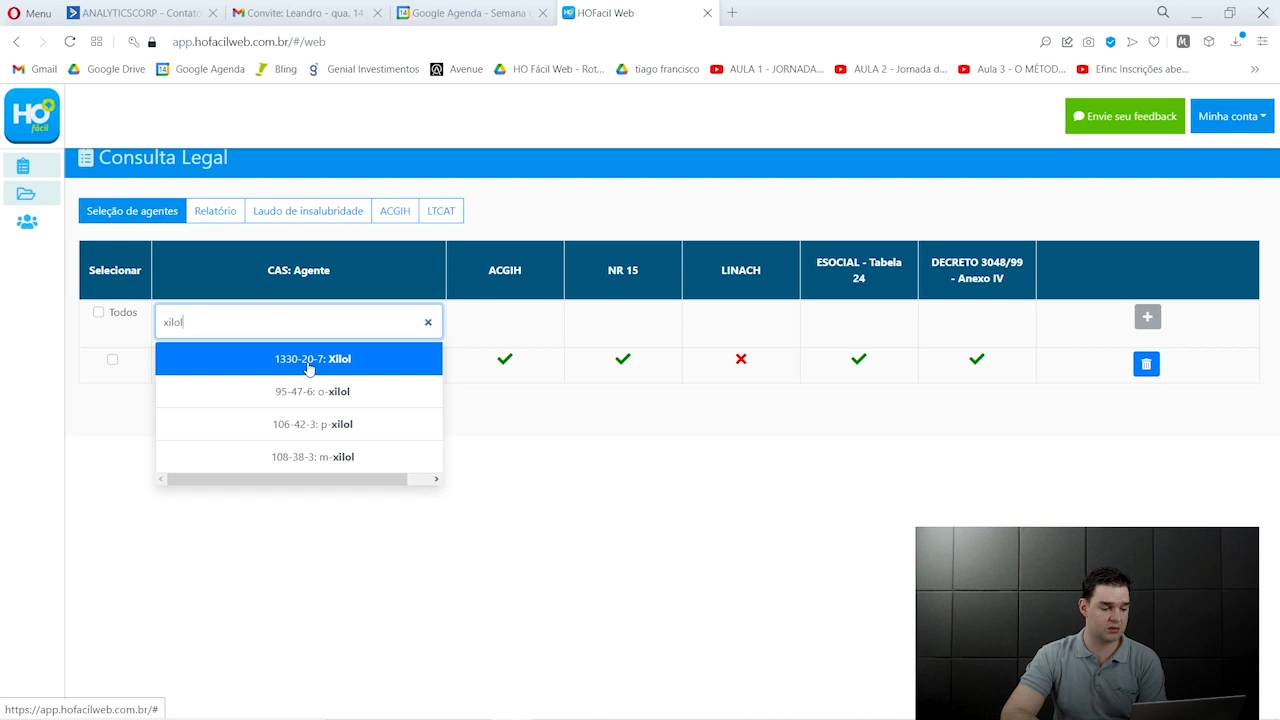 Menu
ANALYTICSCORP - Contato
Convite: Leandro - qua. 14
Google Agenda - Semana
HOFacil Web
app.hofacilweb.com.br/#/web
Gmail
Google Drive
Google Agenda
Bling
Genial Investimentos
Avenue
HO Fácil Web - Rot...
tiago francisco
AULA 1 - JORNADA...
AULA 2 - Jornada d...
Aula 3 - O MÉTOD...
Efinc Inscrições abe...
HO
fácil
Envie seu feedback
Minha conta
Consulta Legal
Seleção de agentes
Relatório
Laudo de insalubridade
ACGIH
LTCAT
Selecionar
CAS: Agente
ACGIH
NR 15
LINACH
ESOCIAL - Tabela
24
DECRETO 3048/99
- Anexo IV
Todos
xilol
1330-20-7: Xilol
95-47-6: o-xilol
106-42-3: p-xilol
108-38-3: m-xilol
https://app.hofacilweb.com.br/#